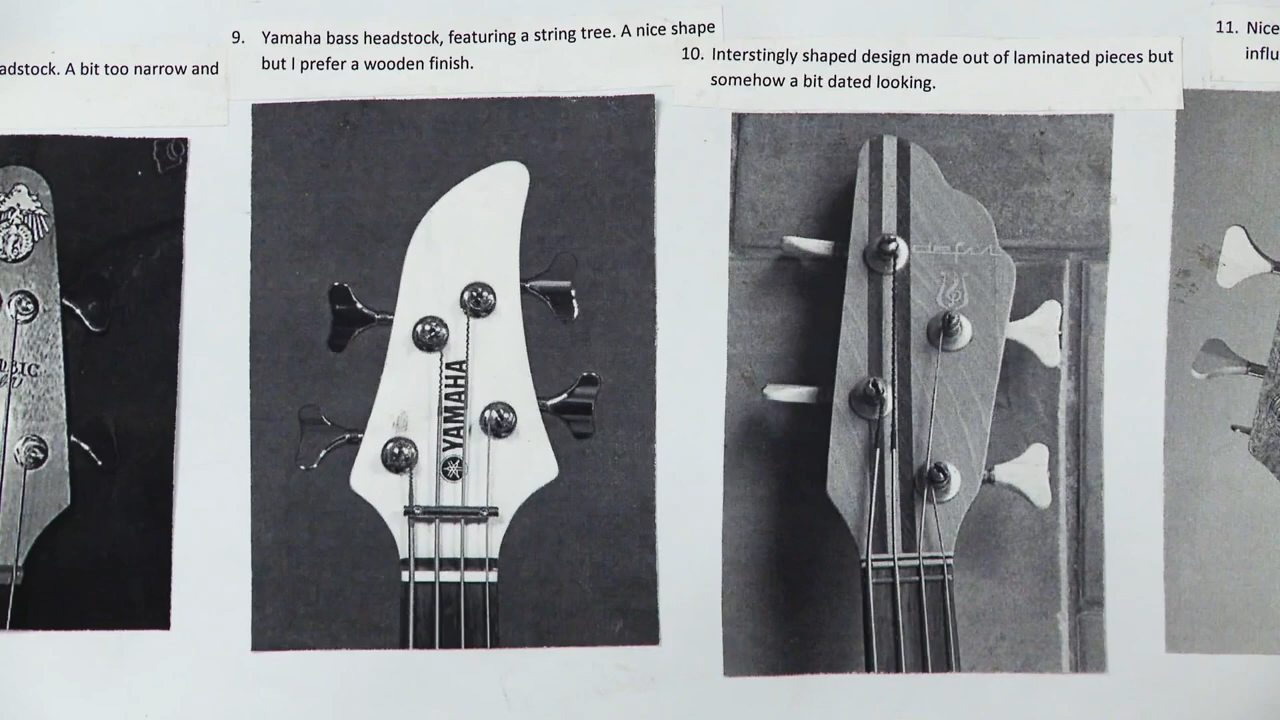 adstock. A bit too narrow and
9. Yamaha bass headstock, featuring a string tree. A nice shape
but I prefer a wooden finish.
10. Interstingly shaped design made out of laminated pieces but
somehow a bit dated looking.
11. Nice
influ
YAMAHA